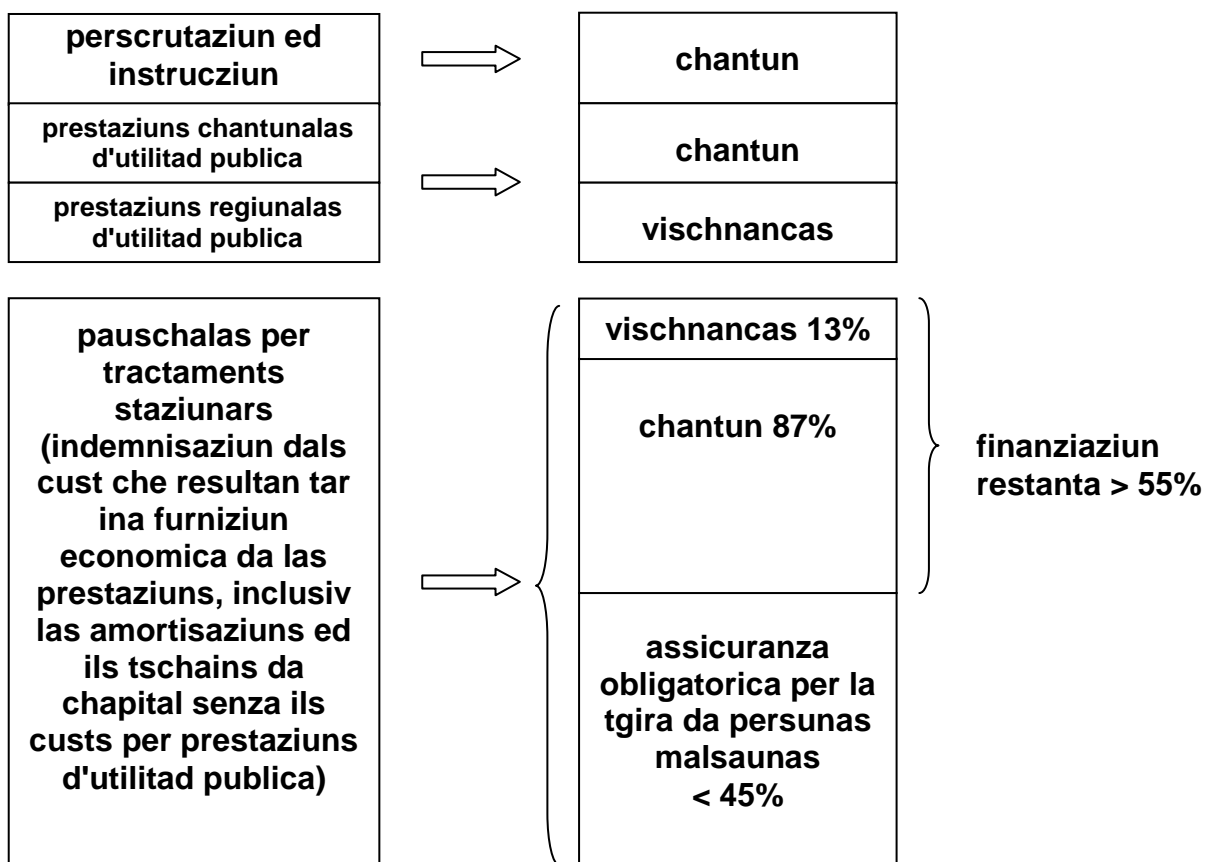 perscrutaziun ed
instrucziun
chantun
prestaziuns chantunalas
d'utilitad publica
chantun
prestaziuns regiunalas
d'utilitad publica
vischnancas
pauschalas per
tractaments
staziunars
(indemnisaziun dals
cust che resultan tar
ina furniziun
economica da las
prestaziuns, inclusiv
las amortisaziuns ed
ils tschains da
chapital senza ils
custs per prestaziuns
d'utilitad publica)
vischnancas 13%
chantun 87%
assicuranza
obligatorica per la
tgira da persunas
malsaunas
< 45%
finanziaziun
restanta > 55%